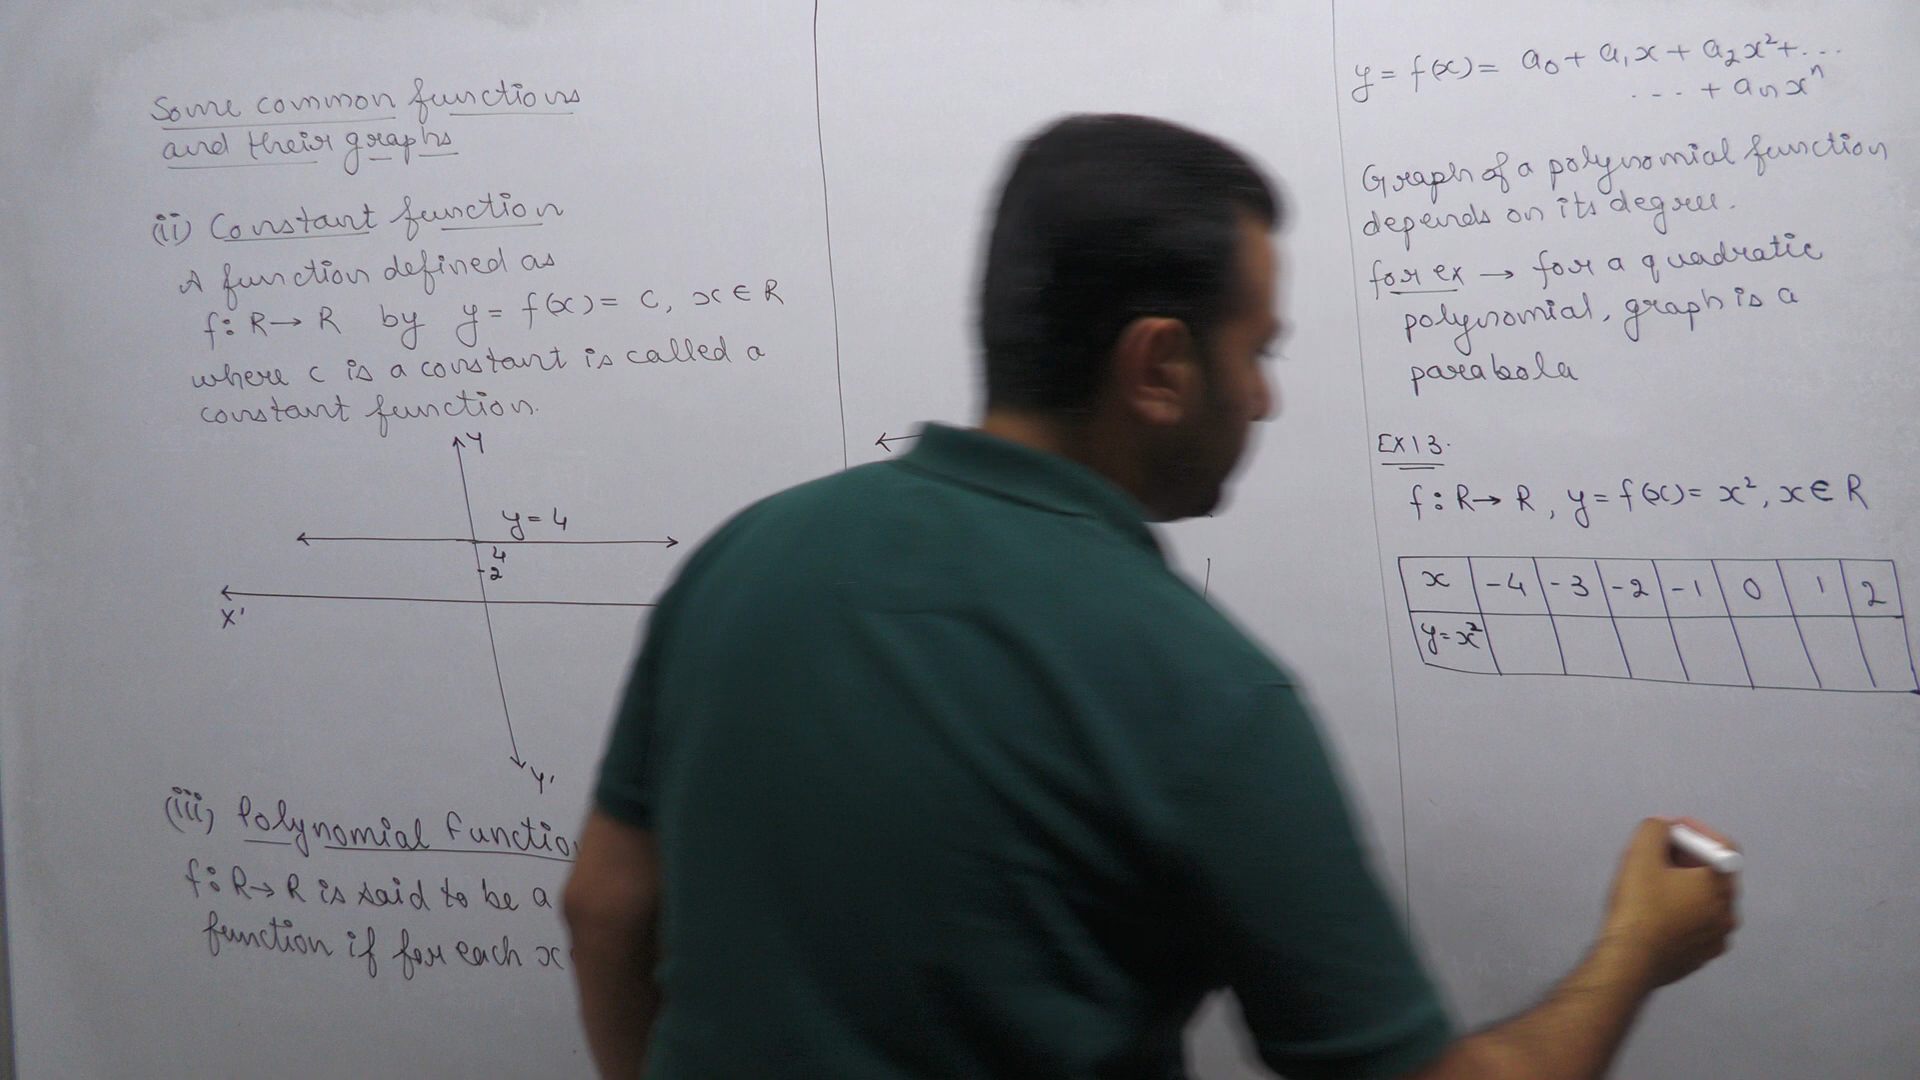 Some common functions
and their graphs
(ii) Constant function
A function defined as
f: R→ R by y = f(x) = c, x ∈ R
where c is a constant is called a
constant function.
Y
y = 4
4
2
X'
Y'
(iii) Polynomial Functio
f: R→ R is said to be a
function if for each x
y = f(x) = a₀ + a₁x + a₂x² + ...
... + aₙxⁿ
Graph of a polynomial function
depends on its degree.
for ex → for a quadratic
polynomial, graph is a
parabola
EX 13.
f : R→ R, y = f(x) = x², x ∈ R
x -4 -3 -2 -1 0 1 2
y = x²